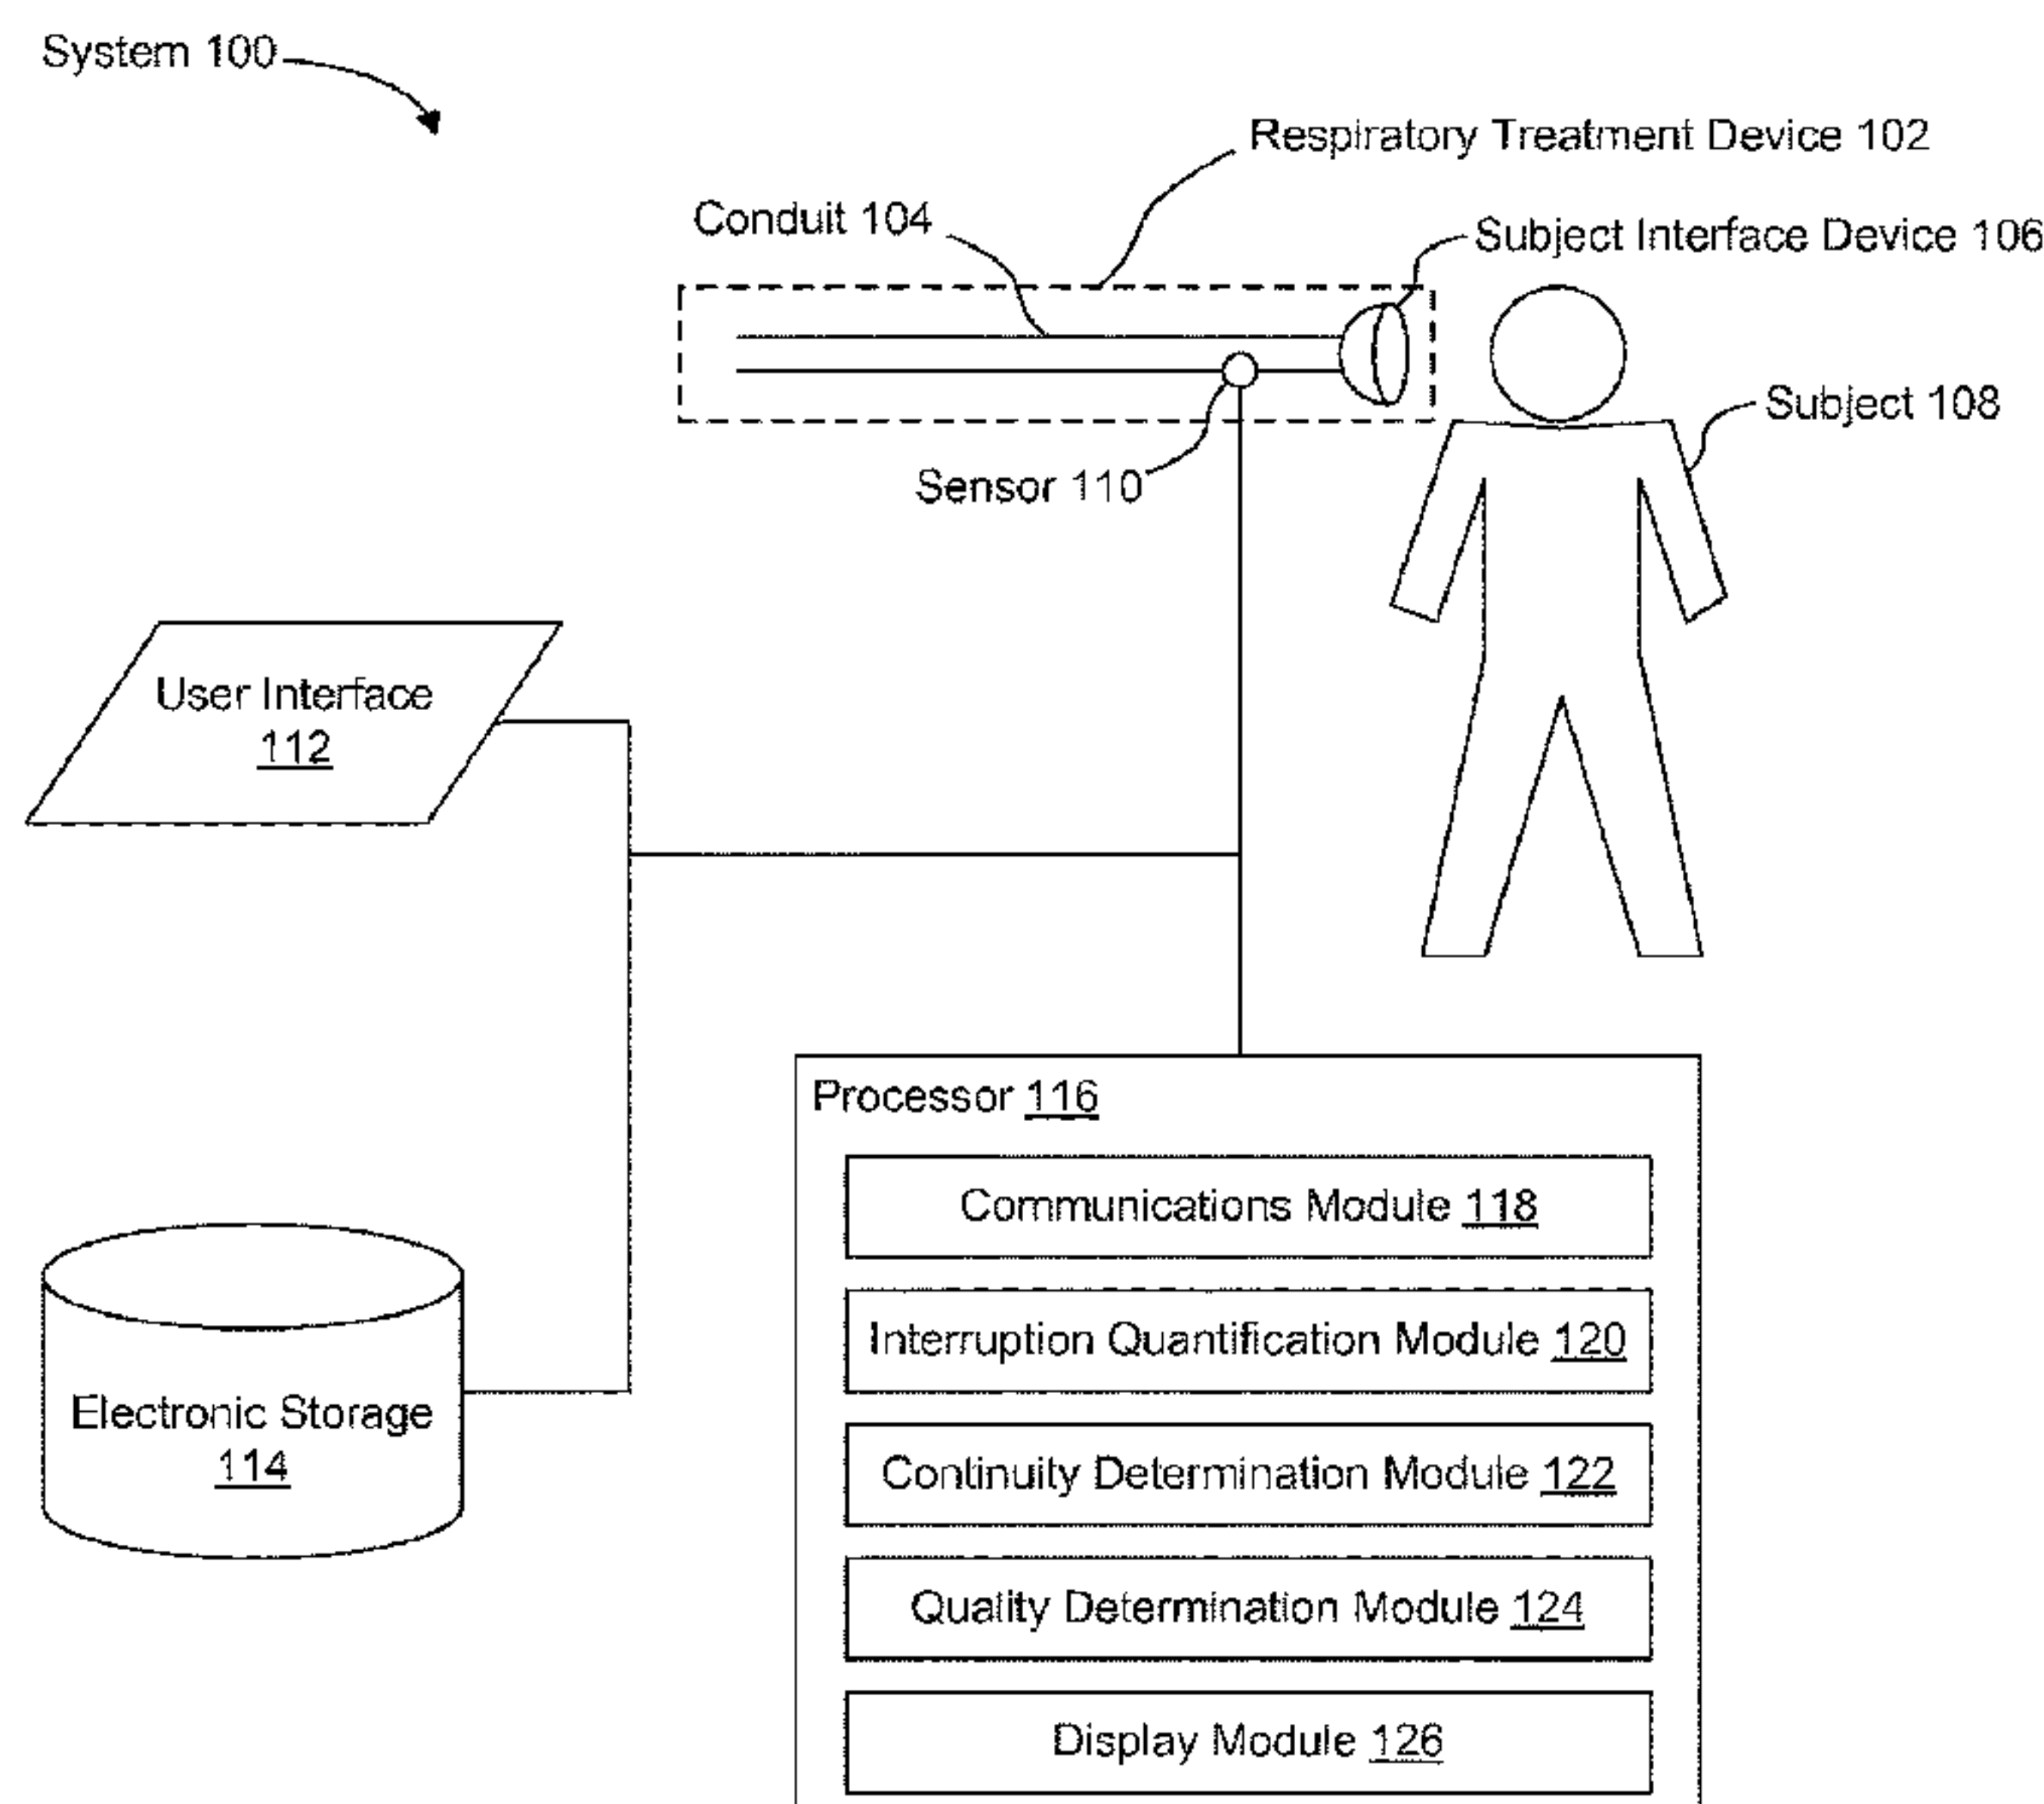 System 100
Respiratory Treatment Device 102
Conduit 104
Subject Interface Device 106
Subject 108
Sensor 110
User Interface
112
Processor 116
Communications Module 118
Interruption Quantification Module 120
Electronic Storage
114
Continuity Determination Module 122
Quality Determination Module 124
Display Module 126